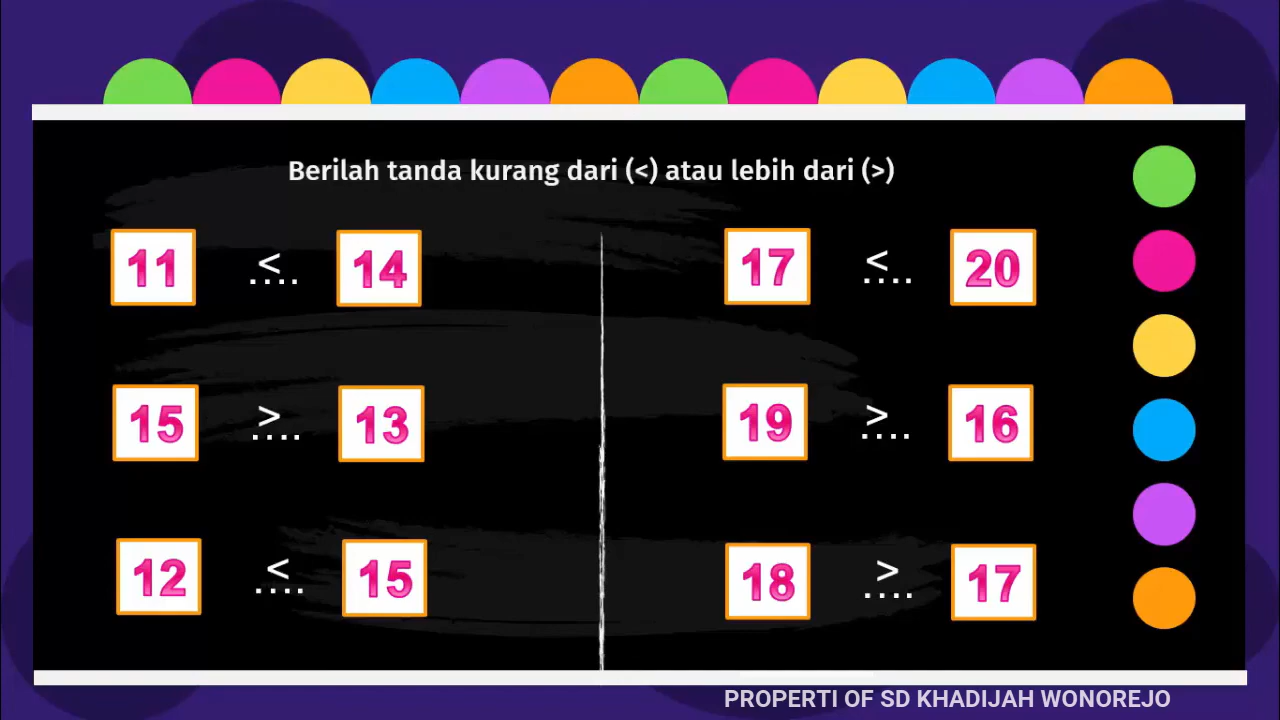 Berilah tanda kurang dari (<) atau lebih dari (>)
11 <.... 14
17 <.... 20
15 >.... 13
19 >.... 16
12 <.... 15
18 >.... 17
PROPERTI OF SD KHADIJAH WONOREJO